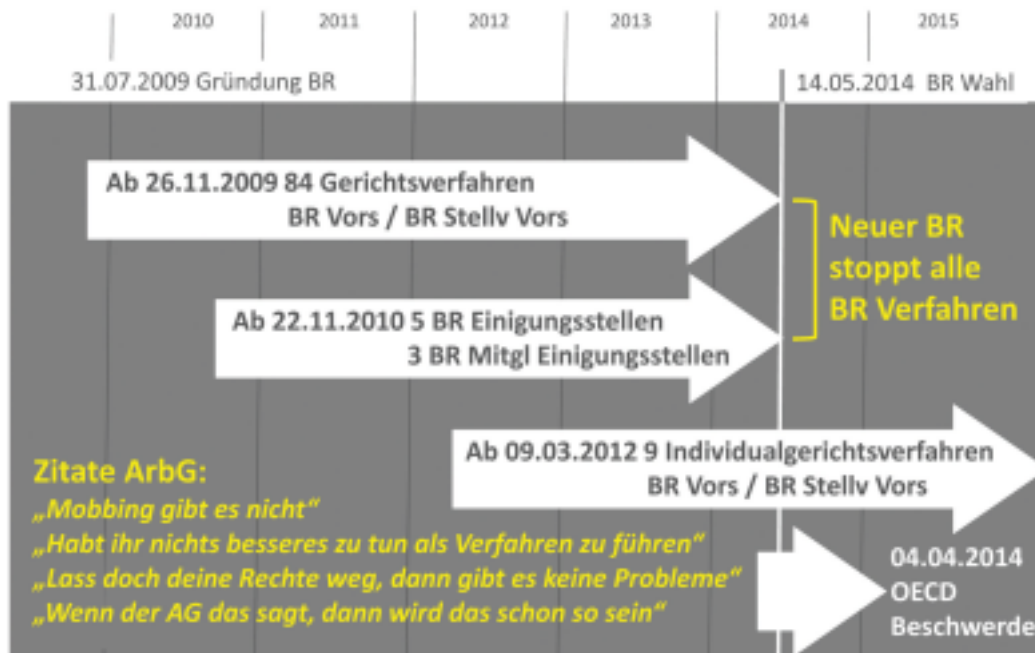 2010 2011 2012 2013 2014 2015
31.07.2009 Gründung BR
14.05.2014 BR Wahl
Ab 26.11.2009 84 Gerichtsverfahren
BR Vors / BR Stellv Vors
Neuer BR
stoppt alle
BR Verfahren
Ab 22.11.2010 5 BR Einigungsstellen
3 BR Mitgl Einigungsstellen
Ab 09.03.2012 9 Individualgerichtsverfahren
BR Vors / BR Stellv Vors
Zitate ArbG:
„Mobbing gibt es nicht“
„Habt ihr nichts besseres zu tun als Verfahren zu führen“
„Lass doch deine Rechte weg, dann gibt es keine Probleme“
„Wenn der AG das sagt, dann wird das schon so sein“
04.04.2014
OECD
Beschwerde